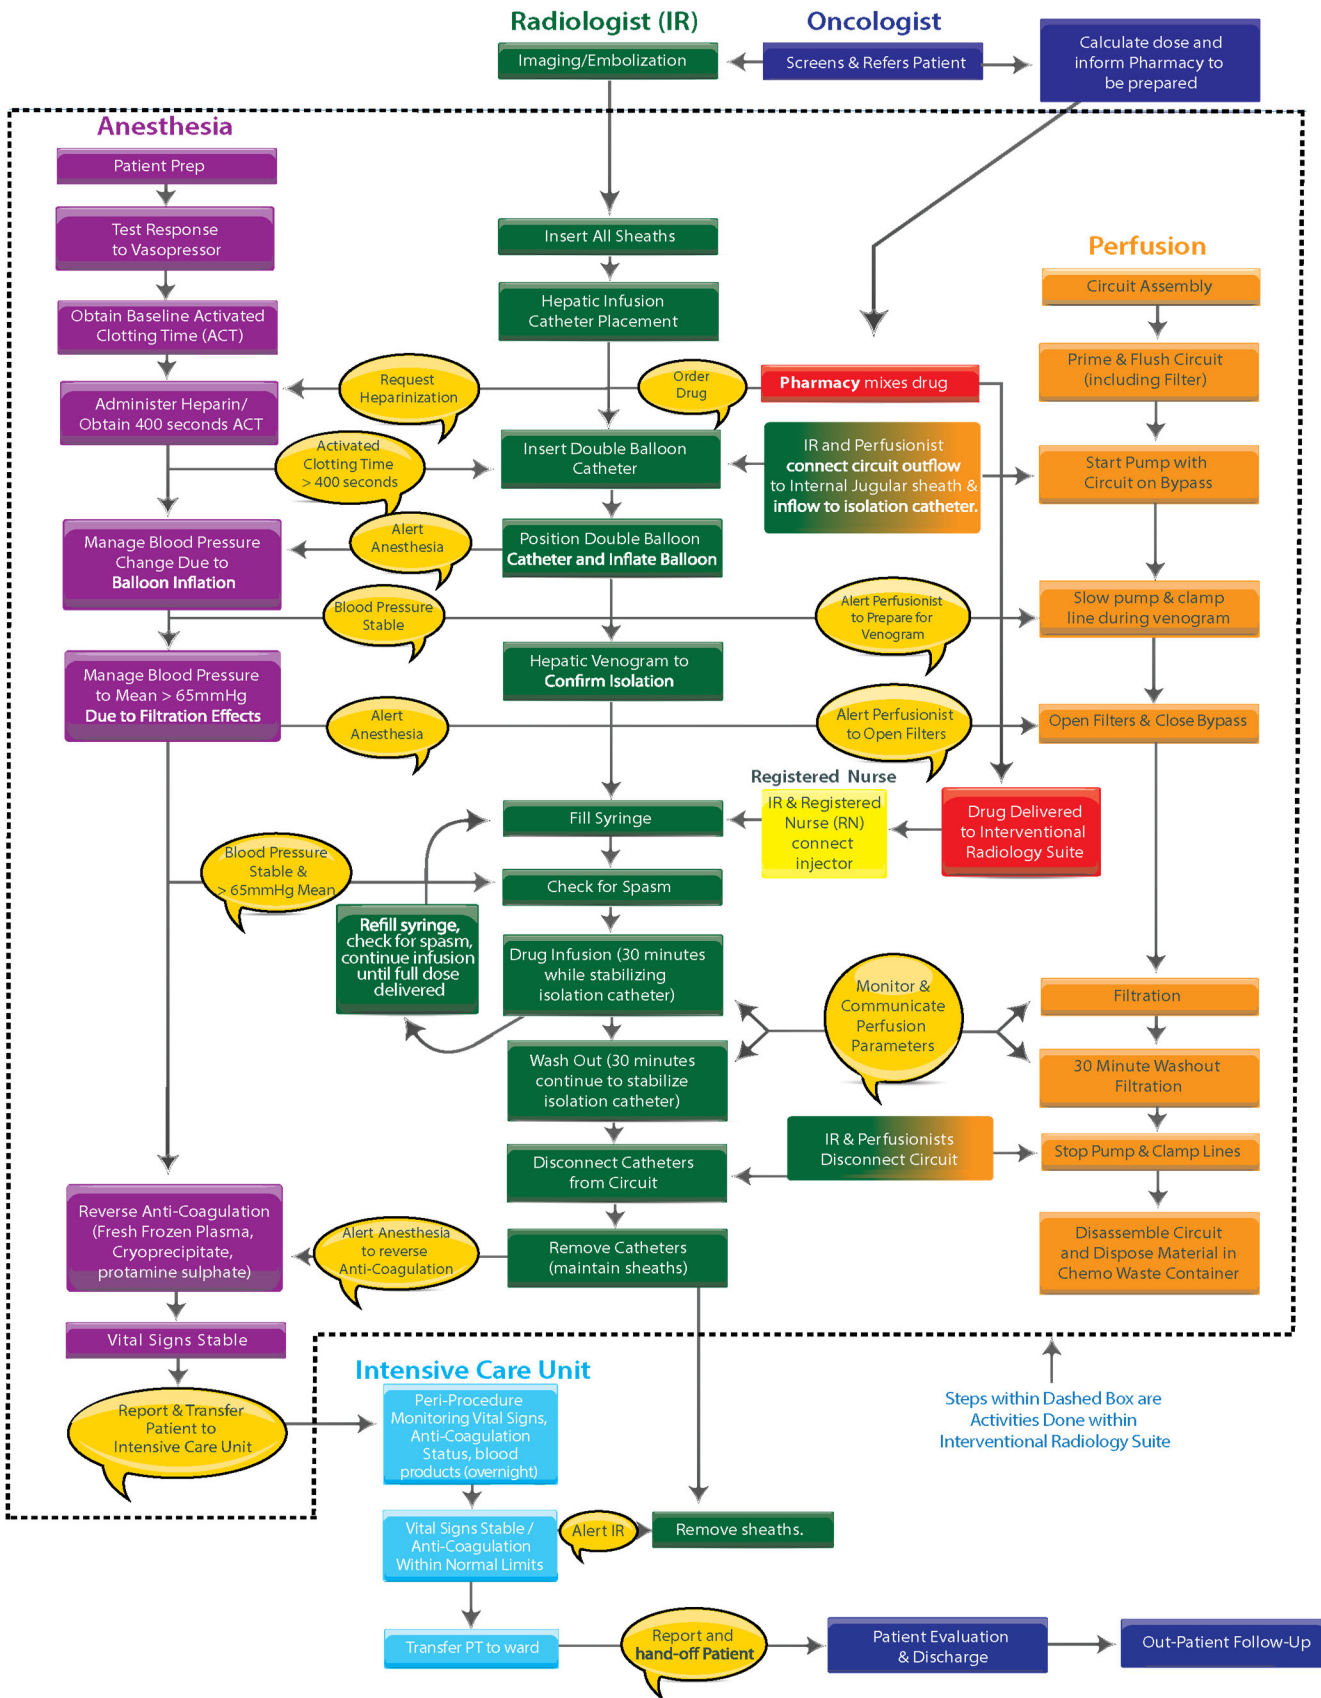 Radiologist (IR)
Oncologist
Imaging/Embolization
Screens & Refers Patient
Calculate dose and
inform Pharmacy to
be prepared
Anesthesia
Patient Prep
Test Response
to Vasopressor
Obtain Baseline Activated
Clotting Time (ACT)
Administer Heparin/
Obtain 400 seconds ACT
Manage Blood Pressure
Change Due to
Balloon Inflation
Manage Blood Pressure
to Mean > 65mmHg
Due to Filtration Effects
Reverse Anti-Coagulation
(Fresh Frozen Plasma,
Cryoprecipitate,
protamine sulphate)
Vital Signs Stable
Report & Transfer
Patient to
Intensive Care Unit
Request
Heparinization
Activated
Clotting Time
> 400 seconds
Alert
Anesthesia
Blood Pressure
Stable
Alert
Anesthesia
Blood Pressure
Stable &
> 65mmHg Mean
Refill syringe,
check for spasm,
continue infusion
until full dose
delivered
Alert Anesthesia
to reverse
Anti-Coagulation
Insert All Sheaths
Hepatic Infusion
Catheter Placement
Insert Double Balloon
Catheter
Position Double Balloon
Catheter and Inflate Balloon
Hepatic Venogram to
Confirm Isolation
Fill Syringe
Check for Spasm
Drug Infusion (30 minutes
while stabilizing
isolation catheter)
Wash Out (30 minutes
continue to stabilize
isolation catheter)
Disconnect Catheters
from Circuit
Remove Catheters
(maintain sheaths)
Order
Drug
Pharmacy mixes drug
IR and Perfusionist
connect circuit outflow
to Internal Jugular sheath &
inflow to isolation catheter.
Alert Perfusionist
to Prepare for
Venogram
Alert Perfusionist
to Open Filters
Registered Nurse
IR & Registered
Nurse (RN)
connect
injector
Drug Delivered
to Interventional
Radiology Suite
Monitor &
Communicate
Perfusion
Parameters
IR & Perfusionists
Disconnect Circuit
Perfusion
Circuit Assembly
Prime & Flush Circuit
(including Filter)
Start Pump with
Circuit on Bypass
Slow pump & clamp
line during venogram
Open Filters & Close Bypass
Filtration
30 Minute Washout
Filtration
Stop Pump & Clamp Lines
Disassemble Circuit
and Dispose Material in
Chemo Waste Container
Steps within Dashed Box are
Activities Done within
Interventional Radiology Suite
Intensive Care Unit
Peri-Procedure
Monitoring Vital Signs,
Anti-Coagulation
Status, blood
products (overnight)
Vital Signs Stable /
Anti-Coagulation
Within Normal Limits
Alert IR
Remove sheaths.
Transfer PT to ward
Report and
hand-off Patient
Patient Evaluation
& Discharge
Out-Patient Follow-Up